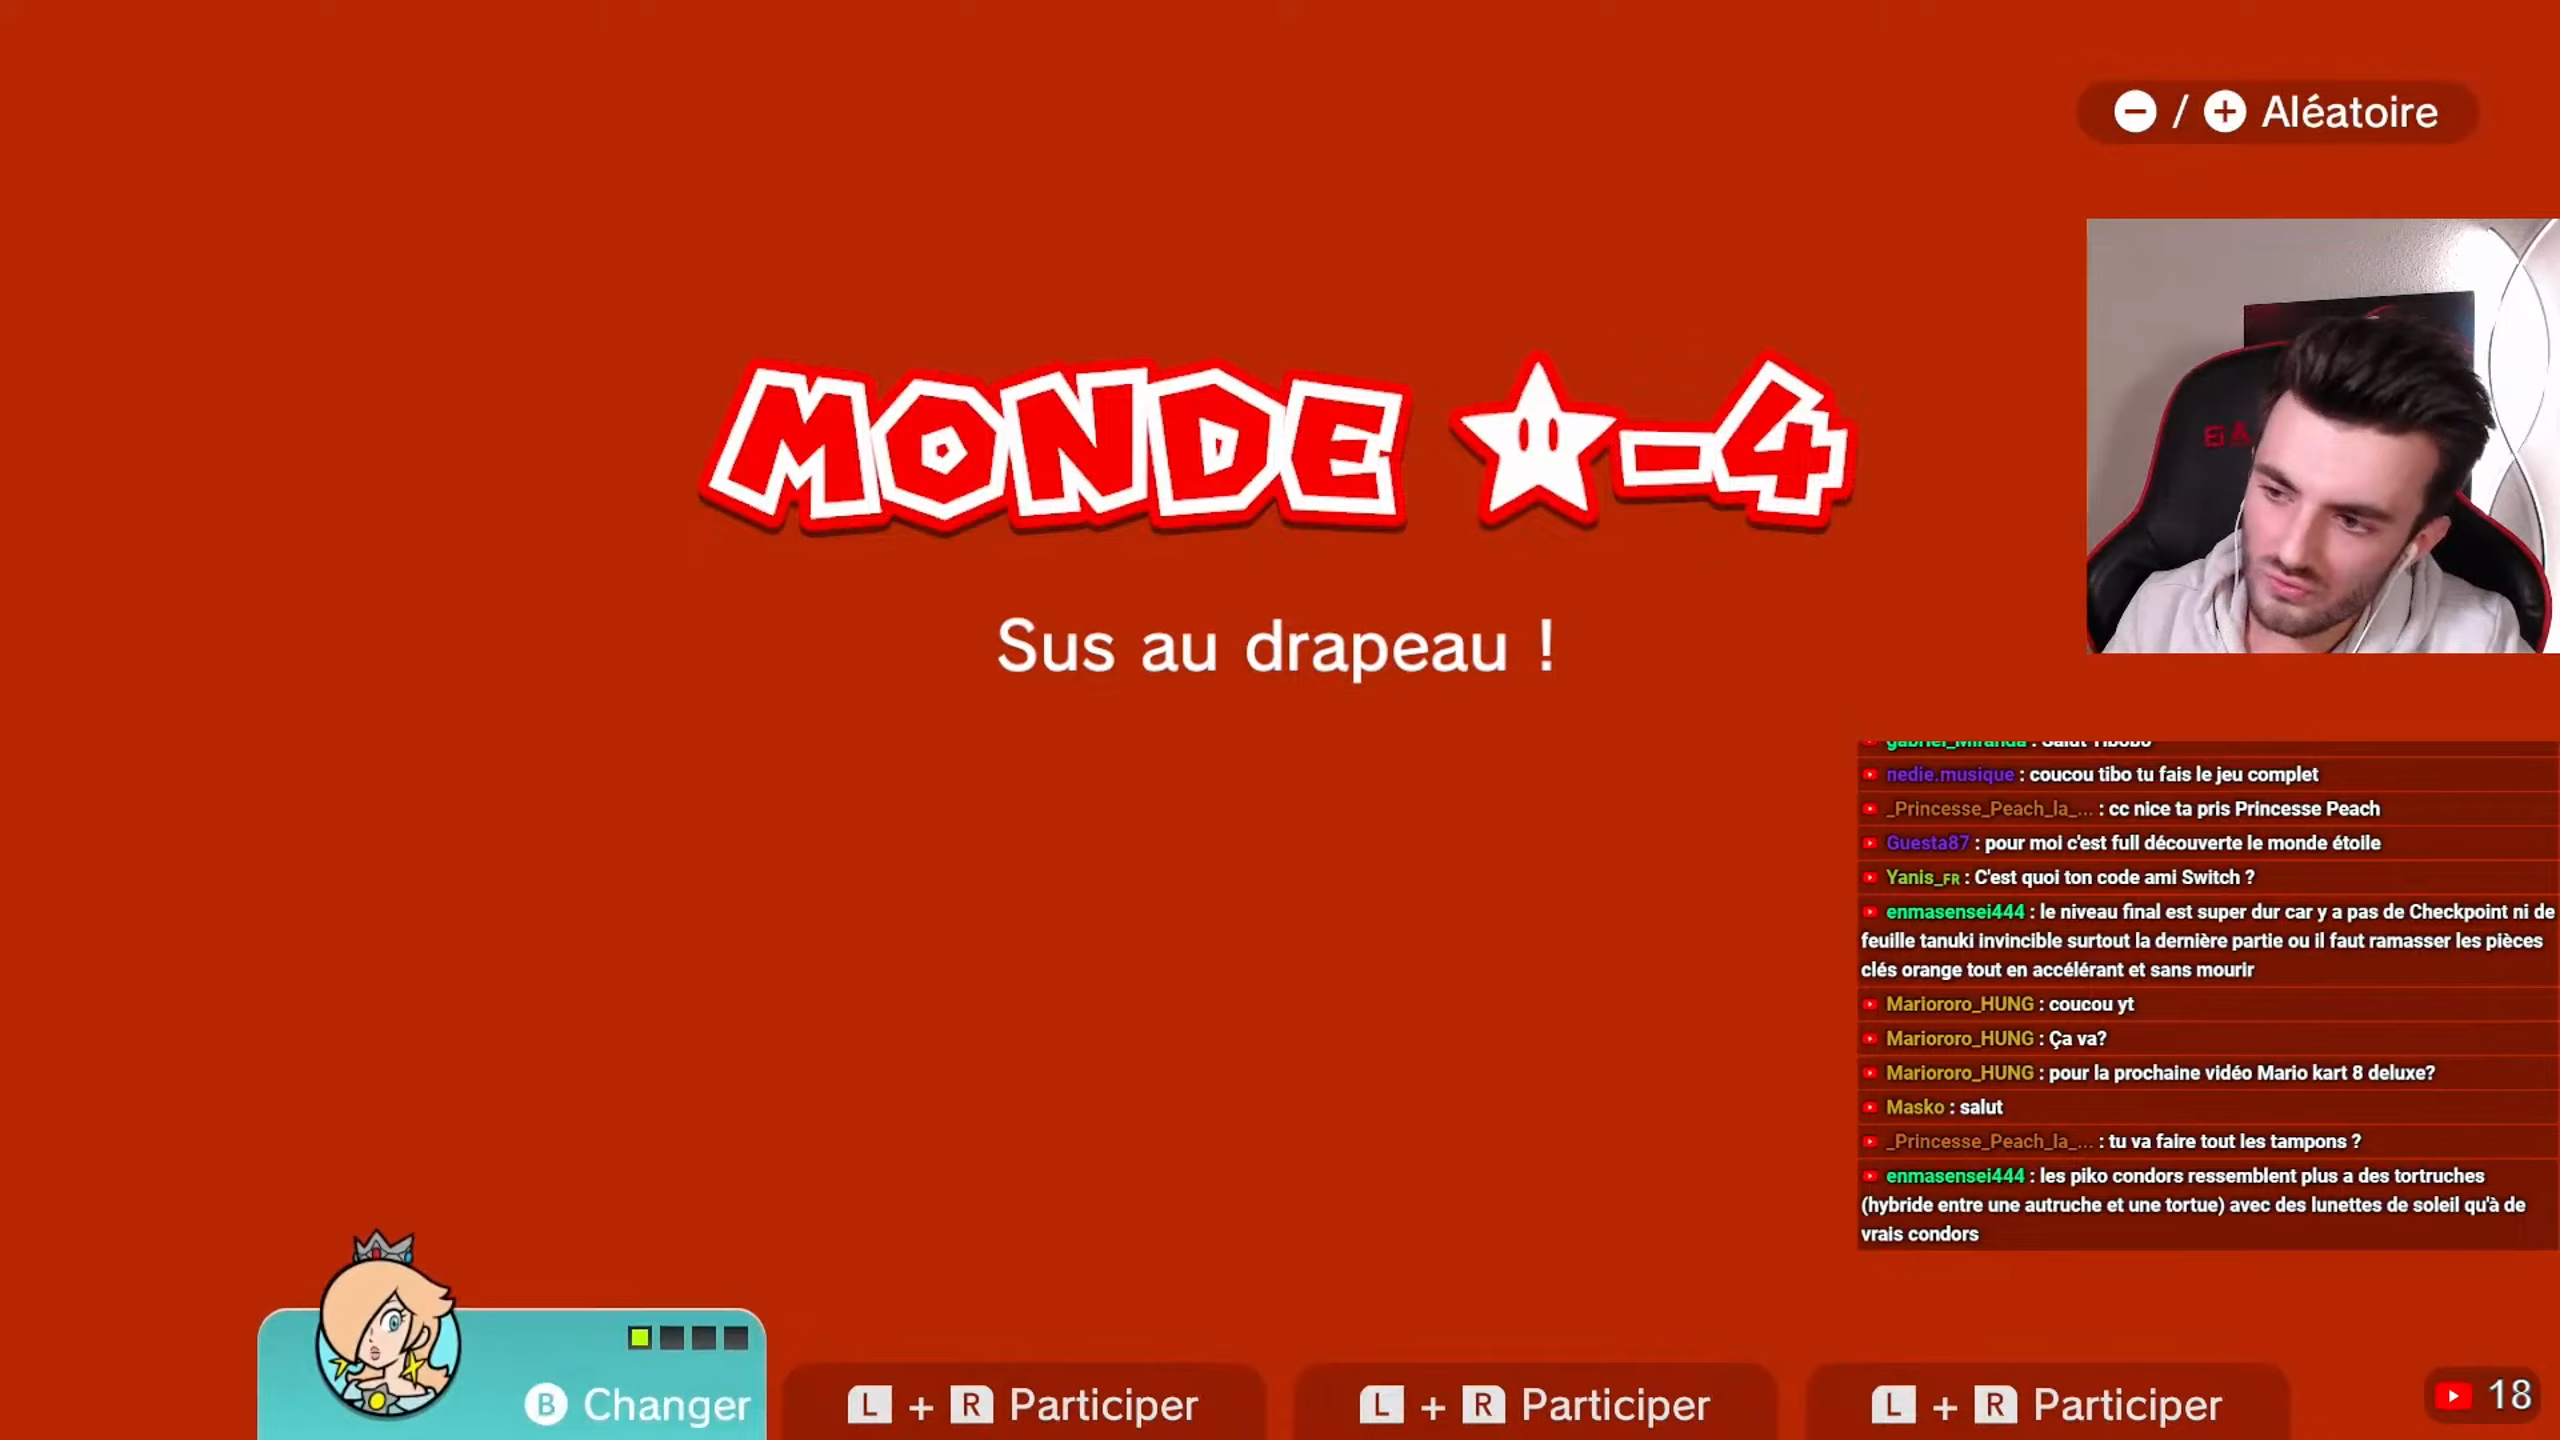 - / + Aléatoire
MONDE ★-4
Sus au drapeau !
gabriel_Miranda : Salut Tibobo
nedie.musique : coucou tibo tu fais le jeu complet
_Princesse_Peach_la_... : cc nice ta pris Princesse Peach
Guesta87 : pour moi c'est full découverte le monde étoile
Yanis_FR : C'est quoi ton code ami Switch ?
enmasensei444 : le niveau final est super dur car y a pas de Checkpoint ni de
feuille tanuki invincible surtout la dernière partie ou il faut ramasser les pièces
clés orange tout en accélérant et sans mourir
Mariororo_HUNG : coucou yt
Mariororo_HUNG : Ça va?
Mariororo_HUNG : pour la prochaine vidéo Mario kart 8 deluxe?
Masko : salut
_Princesse_Peach_la_... : tu va faire tout les tampons ?
enmasensei444 : les piko condors ressemblent plus a des tortruches
(hybride entre une autruche et une tortue) avec des lunettes de soleil qu'à de
vrais condors
B Changer
L + R Participer
L + R Participer
L + R Participer
18